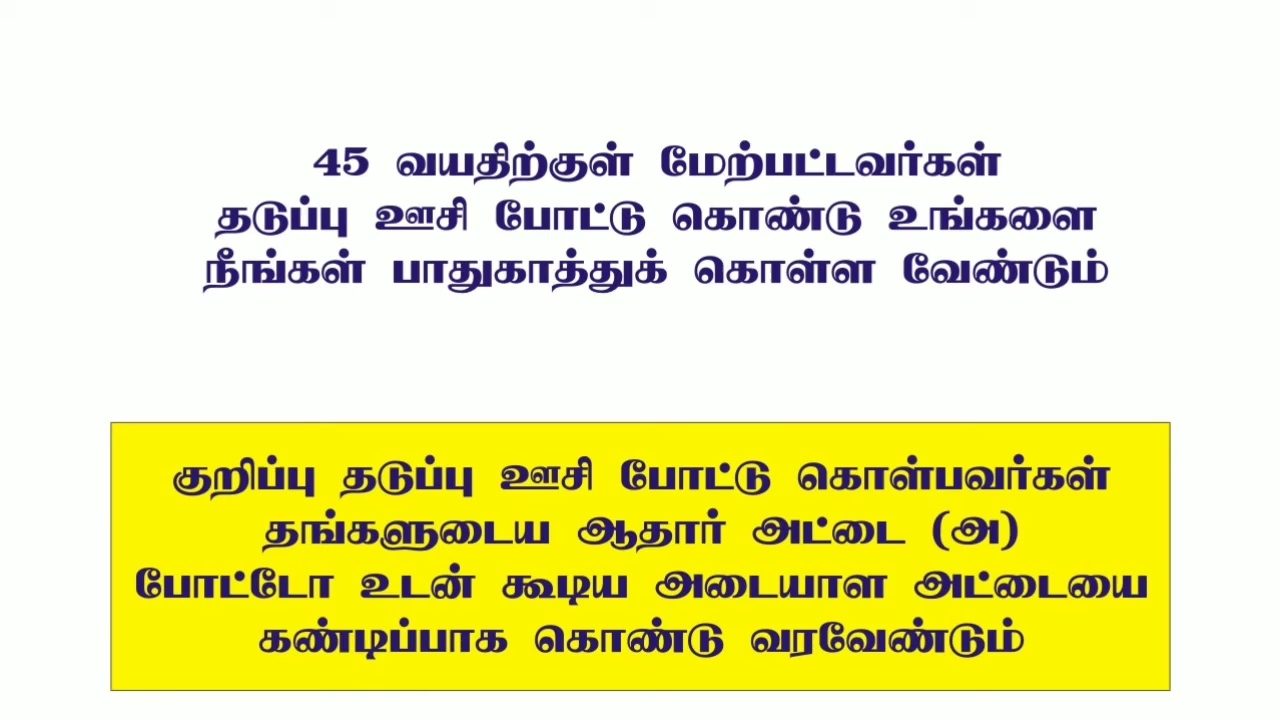 45 வயதிற்குள் மேற்பட்டவர்கள்
தடுப்பு ஊசி போட்டு கொண்டு உங்களை
நீங்கள் பாதுகாத்துக் கொள்ள வேண்டும்
குறிப்பு தடுப்பு ஊசி போட்டு கொள்பவர்கள்
தங்களுடைய ஆதார் அட்டை (அ)
போட்டோ உடன் கூடிய அடையாள அட்டையை
கண்டிப்பாக கொண்டு வரவேண்டும்